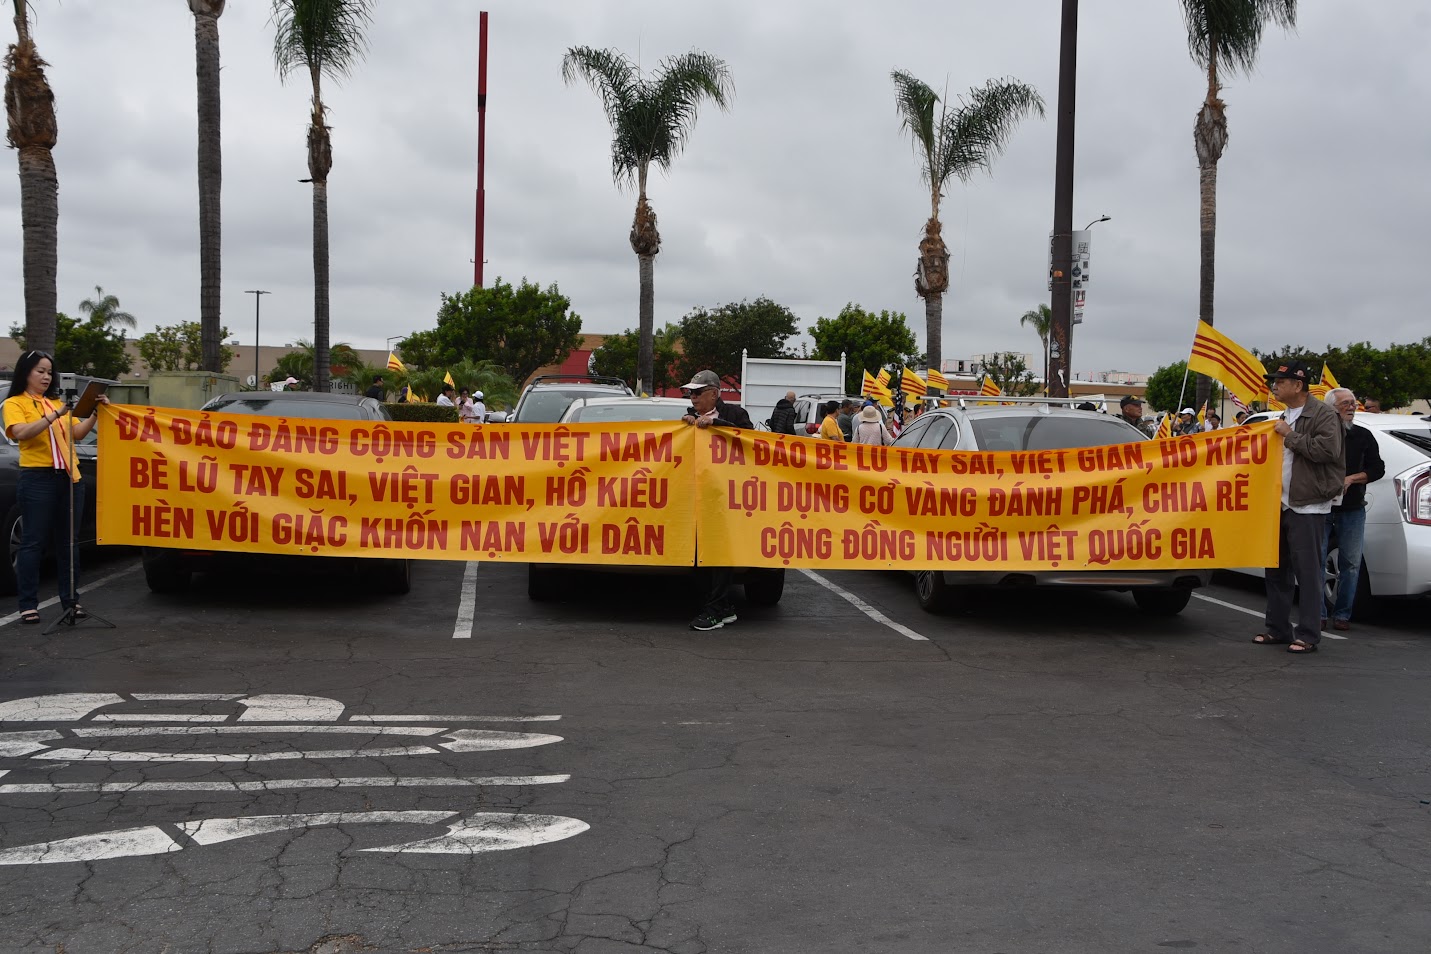 ĐẢ ĐẢO ĐẢNG CỘNG SẢN VIỆT NAM,
BÈ LŨ TAY SAI, VIỆT GIAN, HỒ KIỀU
HÈN VỚI GIẶC KHỐN NẠN VỚI DÂN
ĐẢ ĐẢO BÈ LŨ TAY SAI, VIỆT GIAN, HỒ KIỀU
LỢI DỤNG CỜ VÀNG ĐÁNH PHÁ, CHIA RẼ
CỘNG ĐỒNG NGƯỜI VIỆT QUỐC GIA